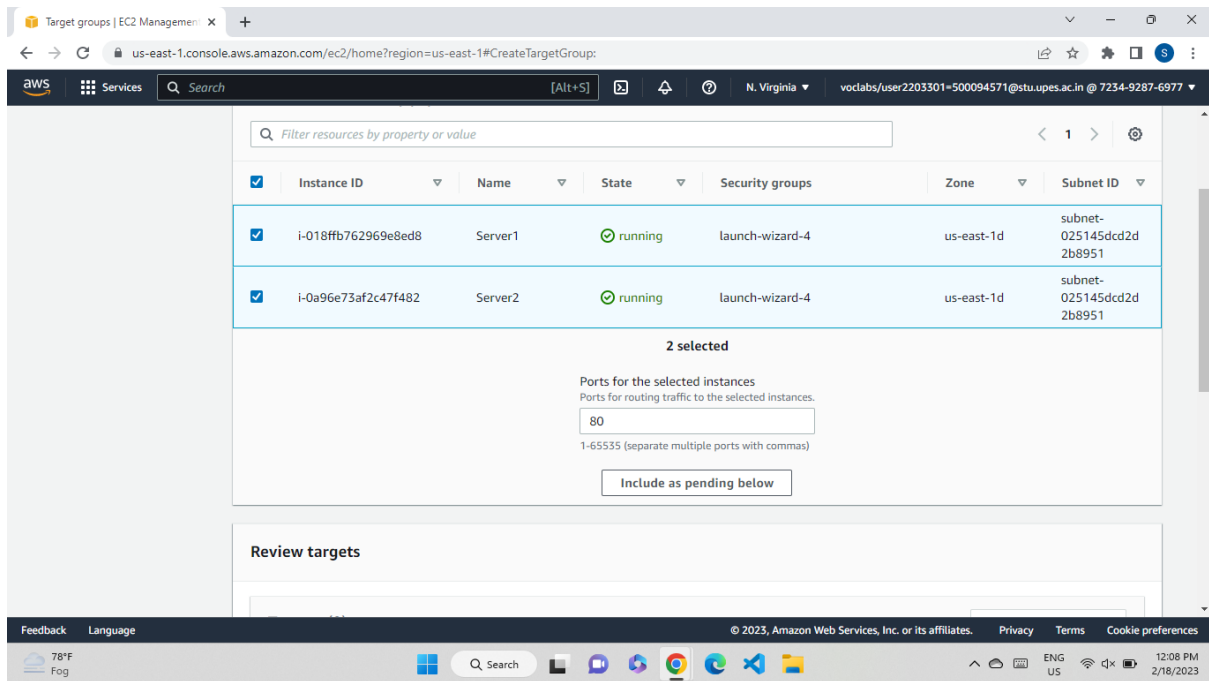 Target groups | EC2 Management
us-east-1.console.aws.amazon.com/ec2/home?region=us-east-1#CreateTargetGroup:
S
aws Services Search [Alt+S] N. Virginia voclabs/user2203301=500094571@stu.upes.ac.in @ 7234-9287-6977
Filter resources by property or value 1
Instance ID Name State Security groups Zone Subnet ID
i-018ffb762969e8ed8 Server1 running launch-wizard-4 us-east-1d subnet-
025145dcd2d
2b8951
i-0a96e73af2c47f482 Server2 running launch-wizard-4 us-east-1d subnet-
025145dcd2d
2b8951
2 selected
Ports for the selected instances
Ports for routing traffic to the selected instances.
80
1-65535 (separate multiple ports with commas)
Include as pending below
Review targets
Feedback Language © 2023, Amazon Web Services, Inc. or its affiliates. Privacy Terms Cookie preferences
78°F
Fog
Search
ENG
US
12:08 PM
2/18/2023